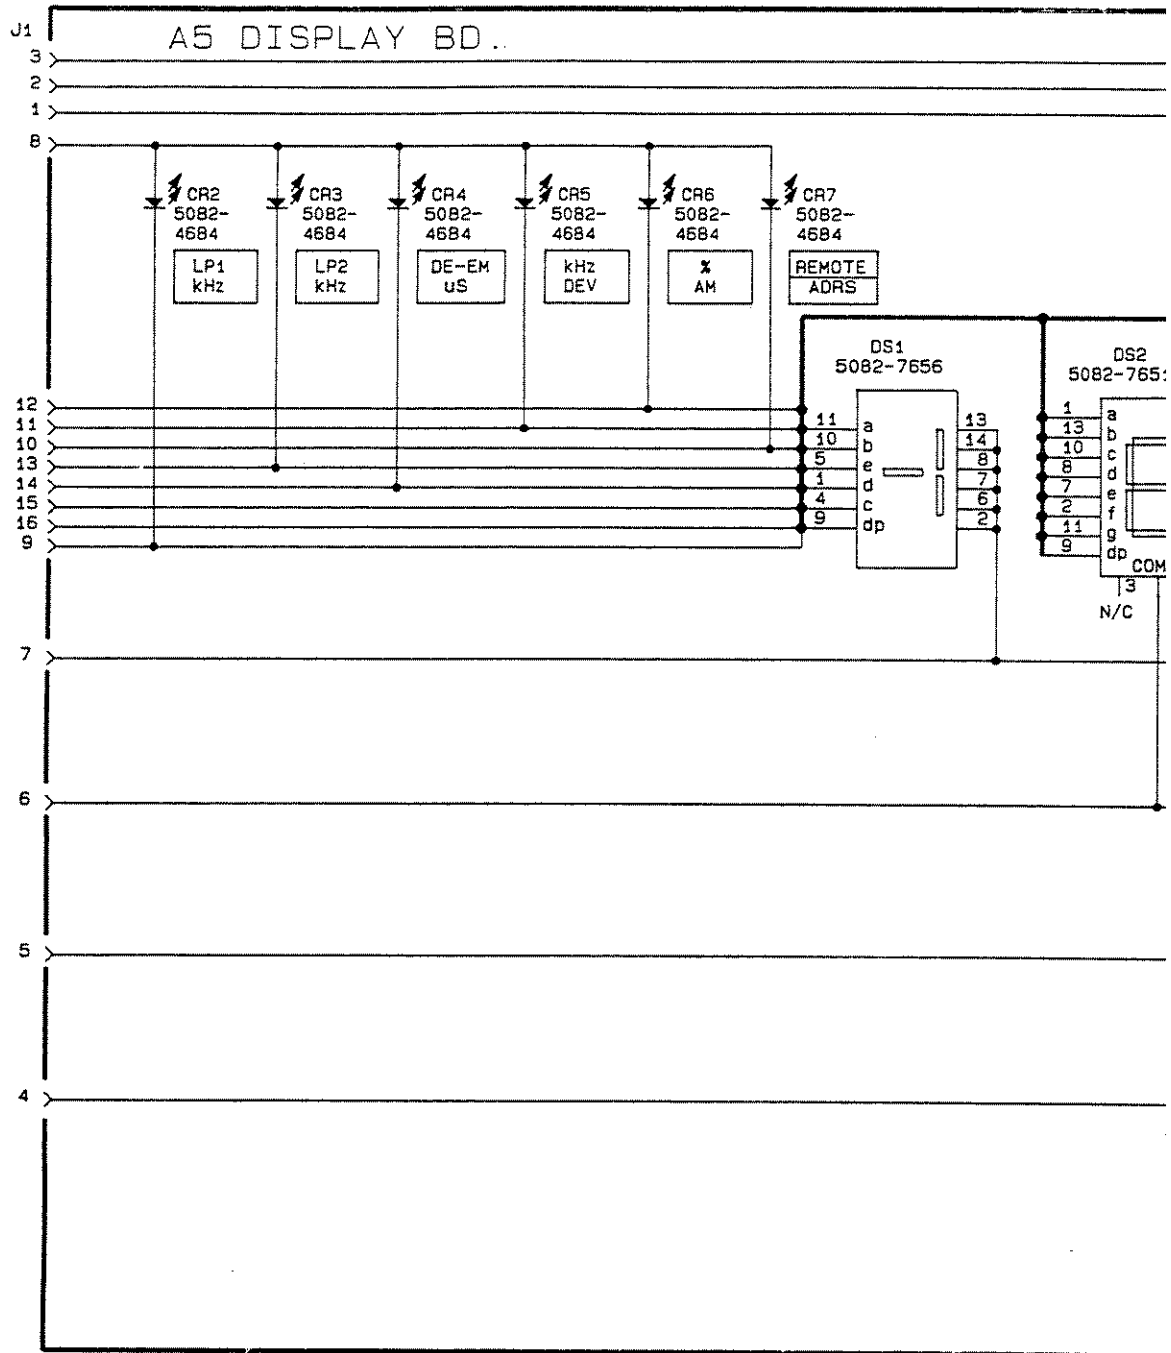 J1
A5 DISPLAY BD.
3
2
1
8
CR2
5082-
4684
CR3
5082-
4684
CR4
5082-
4684
CR5
5082-
4684
CR6
5082-
4684
CR7
5082-
4684
LP1
kHz
LP2
kHz
DE-EM
uS
kHz
DEV
%
AM
REMOTE
ADRS
DS1
5082-7656
DS2
5082-7651
12
11
10
13
14
15
16
9
11 a 13
10 b 14
5 e 8
1 d 7
4 c 6
9 dp 2
1 a
13 b
10 c
8 d
7 e
2 f
11 g
9 dp
COM
3
N/C
7
6
5
4